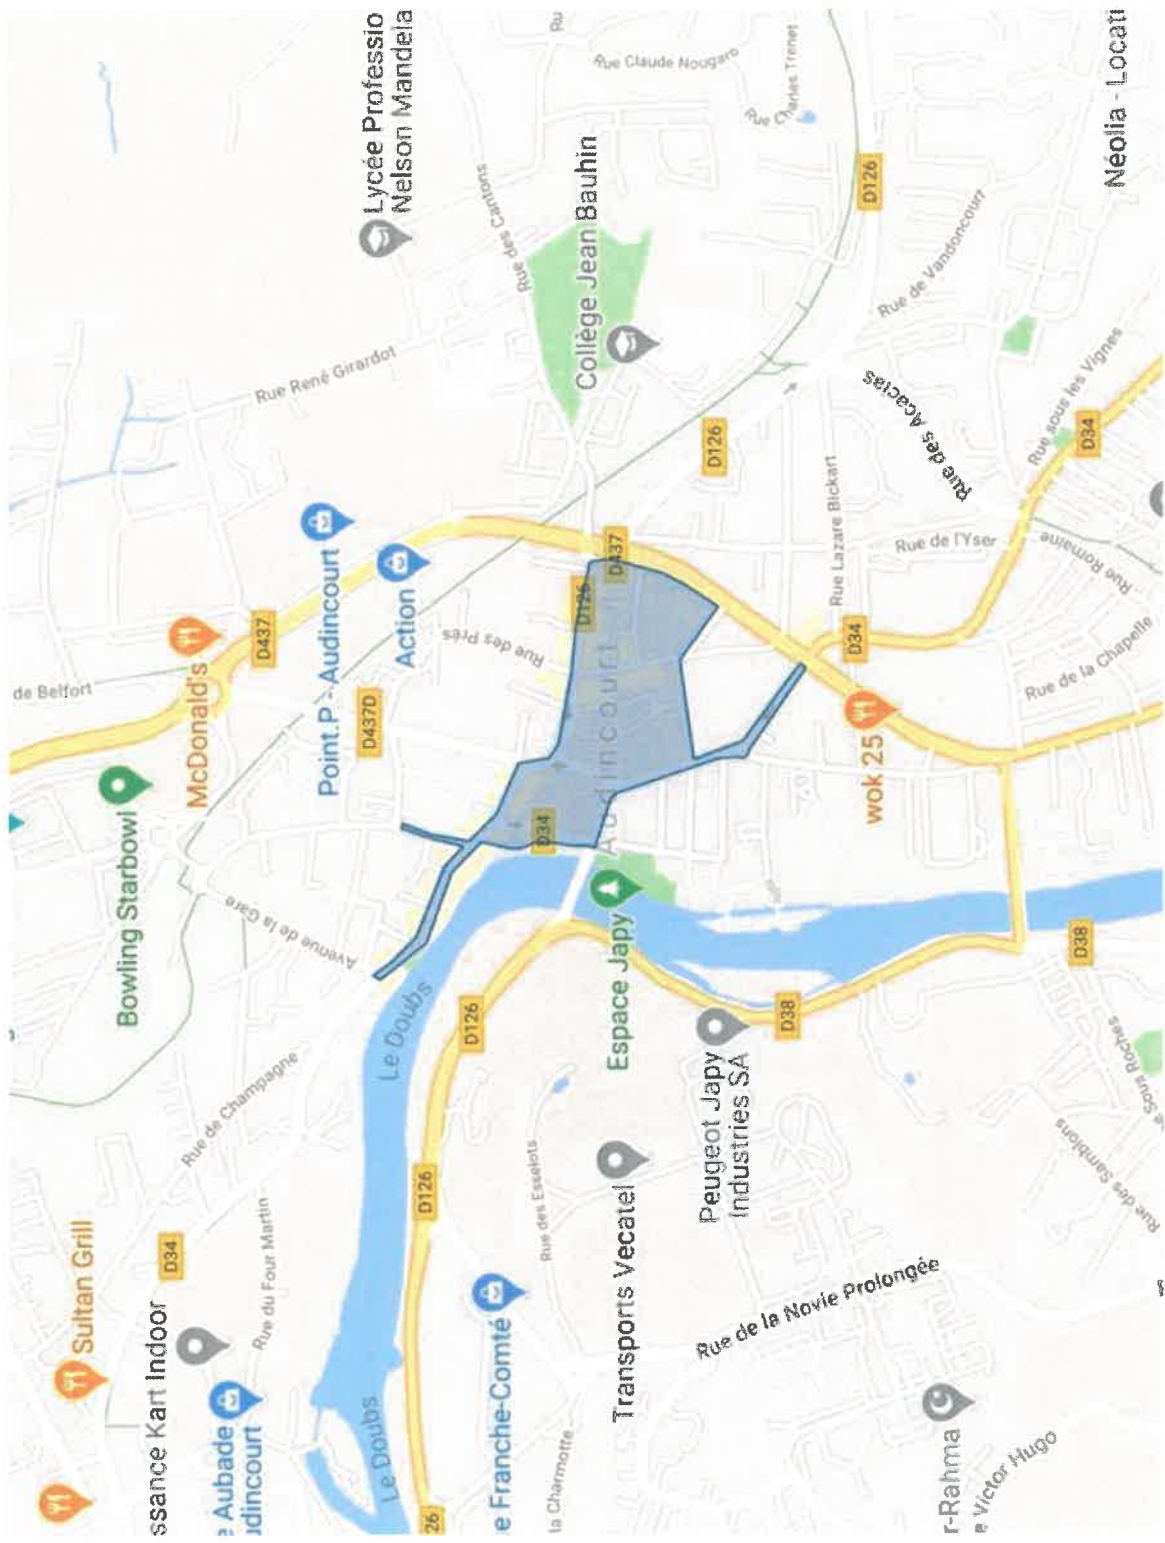 Lycée Professio
Nelson Mandela
Rue Claude Nougaro
Rue Charles Trenet
Ru
Néolia - Locati
Rue des Cantons
Collège Jean Bauhin
D126
Rue de Vandoncourt
Rue René Girardot
Rue des Acacias
Rue sous les Vignes
D34
D126
Rue Lazare Bickart
Rue de l'Yser
Rue Romaine
Point.P - Audincourt
Action
D437
D126
D437
McDonald's
de Belfort
Rue des Prés
D437D
D34
Rue de la Chapelle
Audincourt
wok 25
D34
Bowling Starbowl
Avenue de la Gare
Espace Japy
Le Doubs
D126
D38
D38
Peugeot Japy
Industries SA
Rue de Champagne
Sous Roches
Rue des Sambions
D126
Rue des Esselots
Transports Vecatel
Rue de la Novie Prolongée
Sultan Grill
D34
Rue du Four Martin
ssance Kart Indoor
e Aubade
udincourt
Le Doubs
e Franche-Comté
la Charmotte
26
r-Rahma
e Victor Hugo